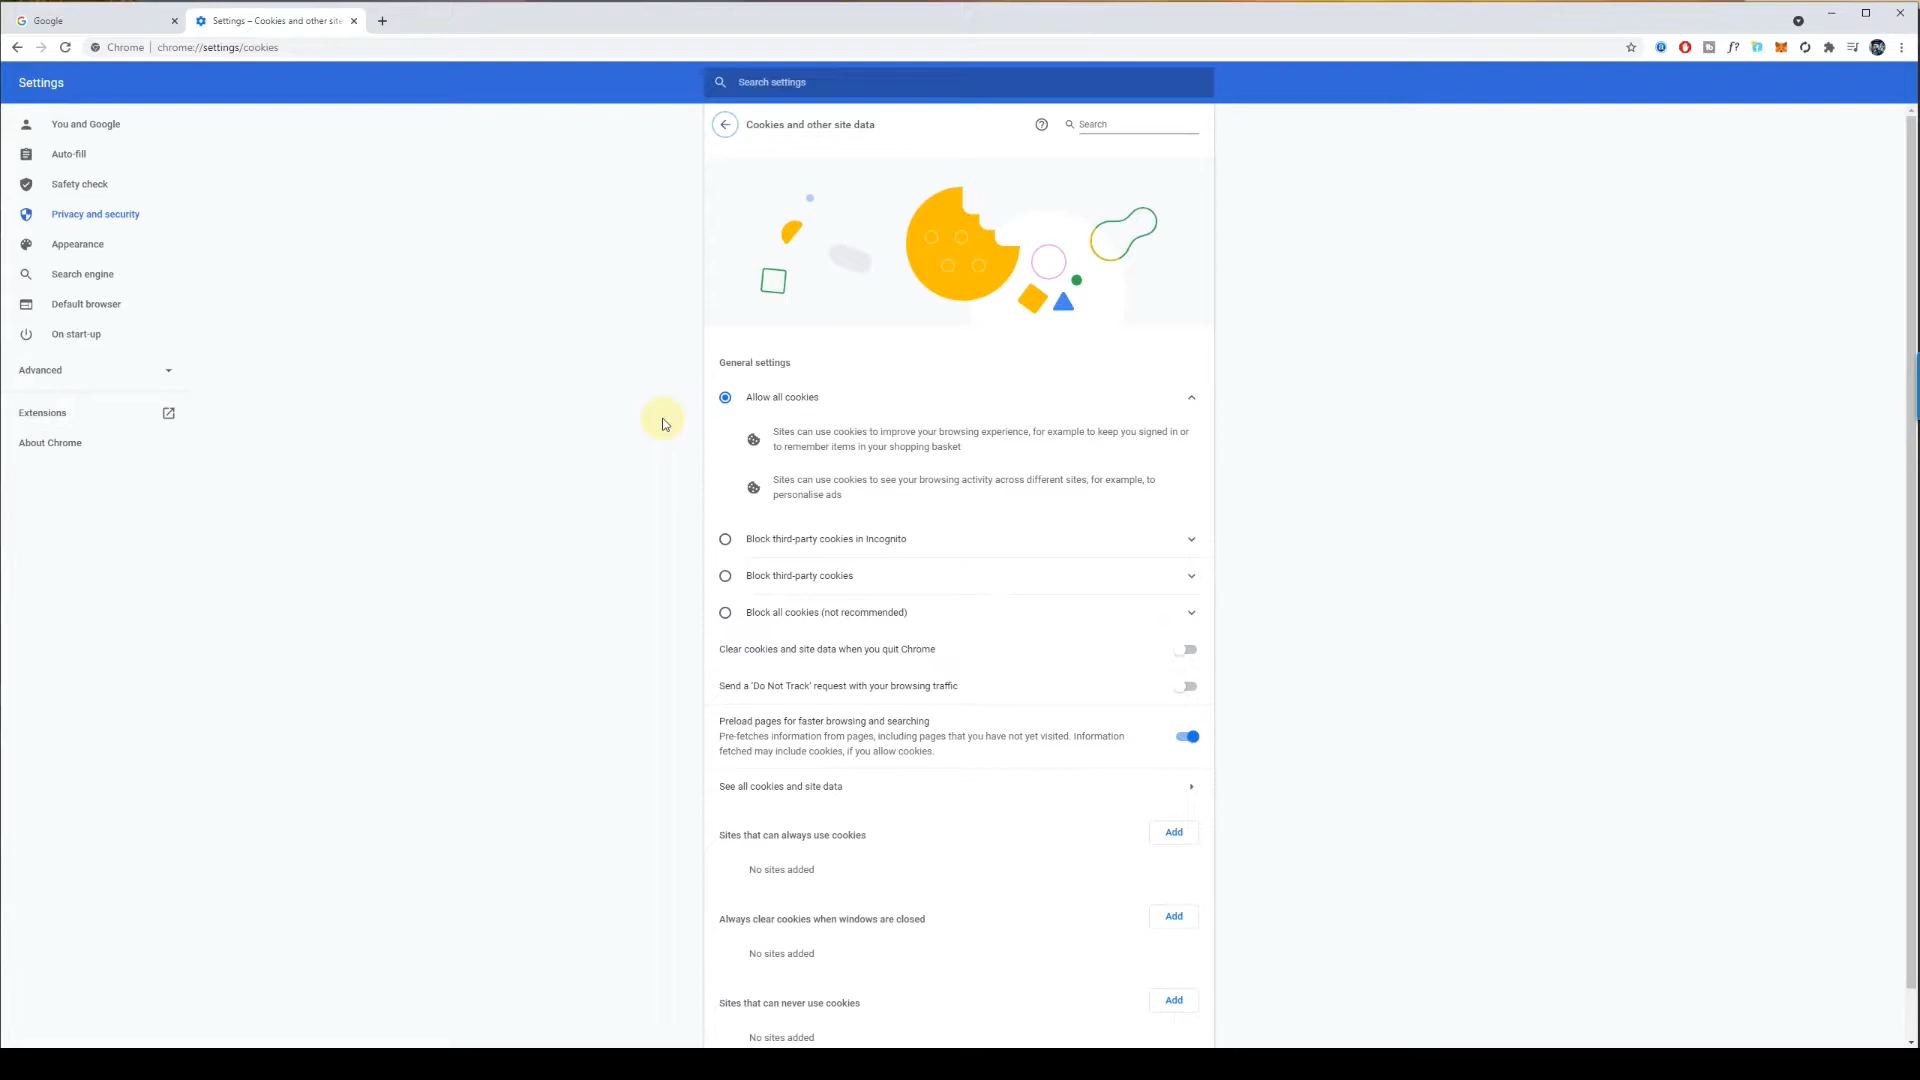 Google
Settings – Cookies and other site
Chrome
chrome://settings/cookies
Settings
Search settings
You and Google
Auto-fill
Safety check
Privacy and security
Appearance
Search engine
Default browser
On start-up
Advanced
Extensions
About Chrome
Cookies and other site data
Search
General settings
Allow all cookies
Sites can use cookies to improve your browsing experience, for example to keep you signed in or
to remember items in your shopping basket
Sites can use cookies to see your browsing activity across different sites, for example, to
personalise ads
Block third-party cookies in Incognito
Block third-party cookies
Block all cookies (not recommended)
Clear cookies and site data when you quit Chrome
Send a 'Do Not Track' request with your browsing traffic
Preload pages for faster browsing and searching
Pre-fetches information from pages, including pages that you have not yet visited. Information
fetched may include cookies, if you allow cookies.
See all cookies and site data
Sites that can always use cookies
Add
No sites added
Always clear cookies when windows are closed
Add
No sites added
Sites that can never use cookies
Add
No sites added